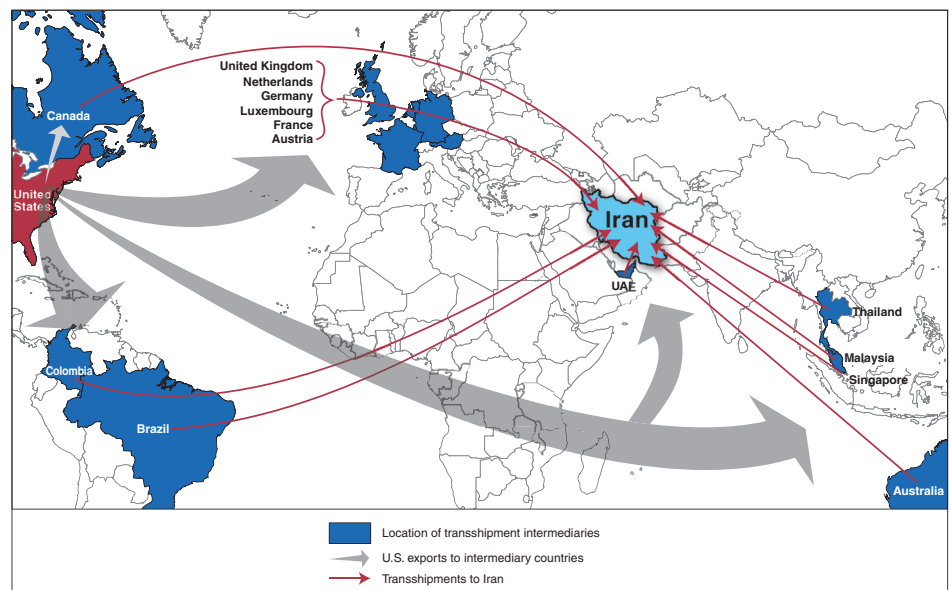 United Kingdom
Netherlands
Germany
Luxembourg
France
Austria
Canada
United
States
Iran
UAE
Thailand
Malaysia
Singapore
Colombia
Brazil
Australia
Location of transshipment intermediaries
U.S. exports to intermediary countries
Transshipments to Iran